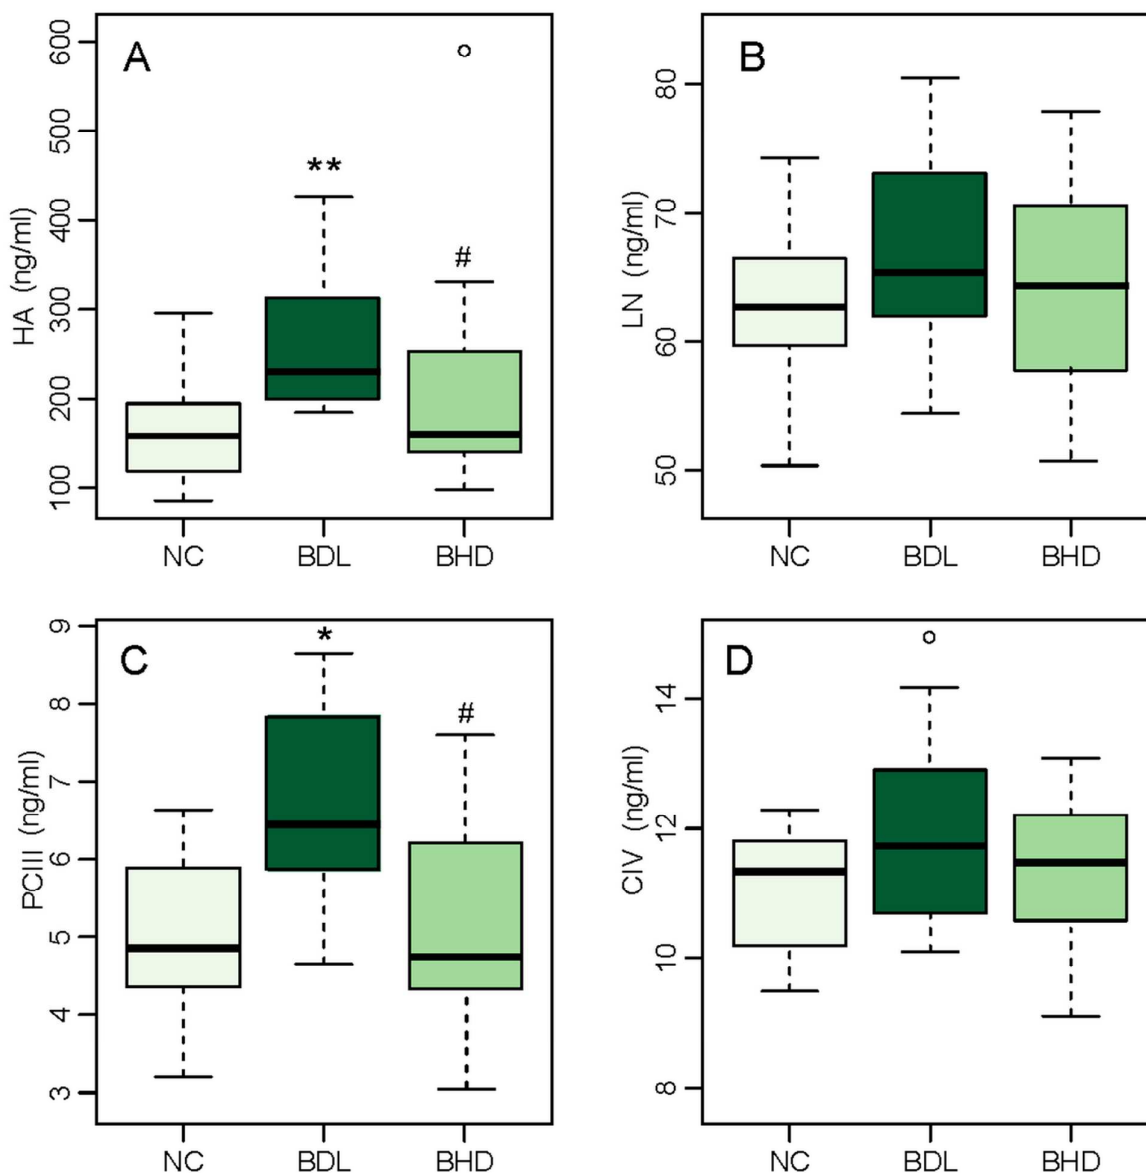 A
HA (ng/ml)
600
500
400
300
200
100
**
#
NC BDL BHD
B
LN (ng/ml)
80
70
60
50
NC BDL BHD
C
PCIII (ng/ml)
9
8
7
6
5
4
3
*
#
NC BDL BHD
D
CIV (ng/ml)
14
12
10
8
NC BDL BHD